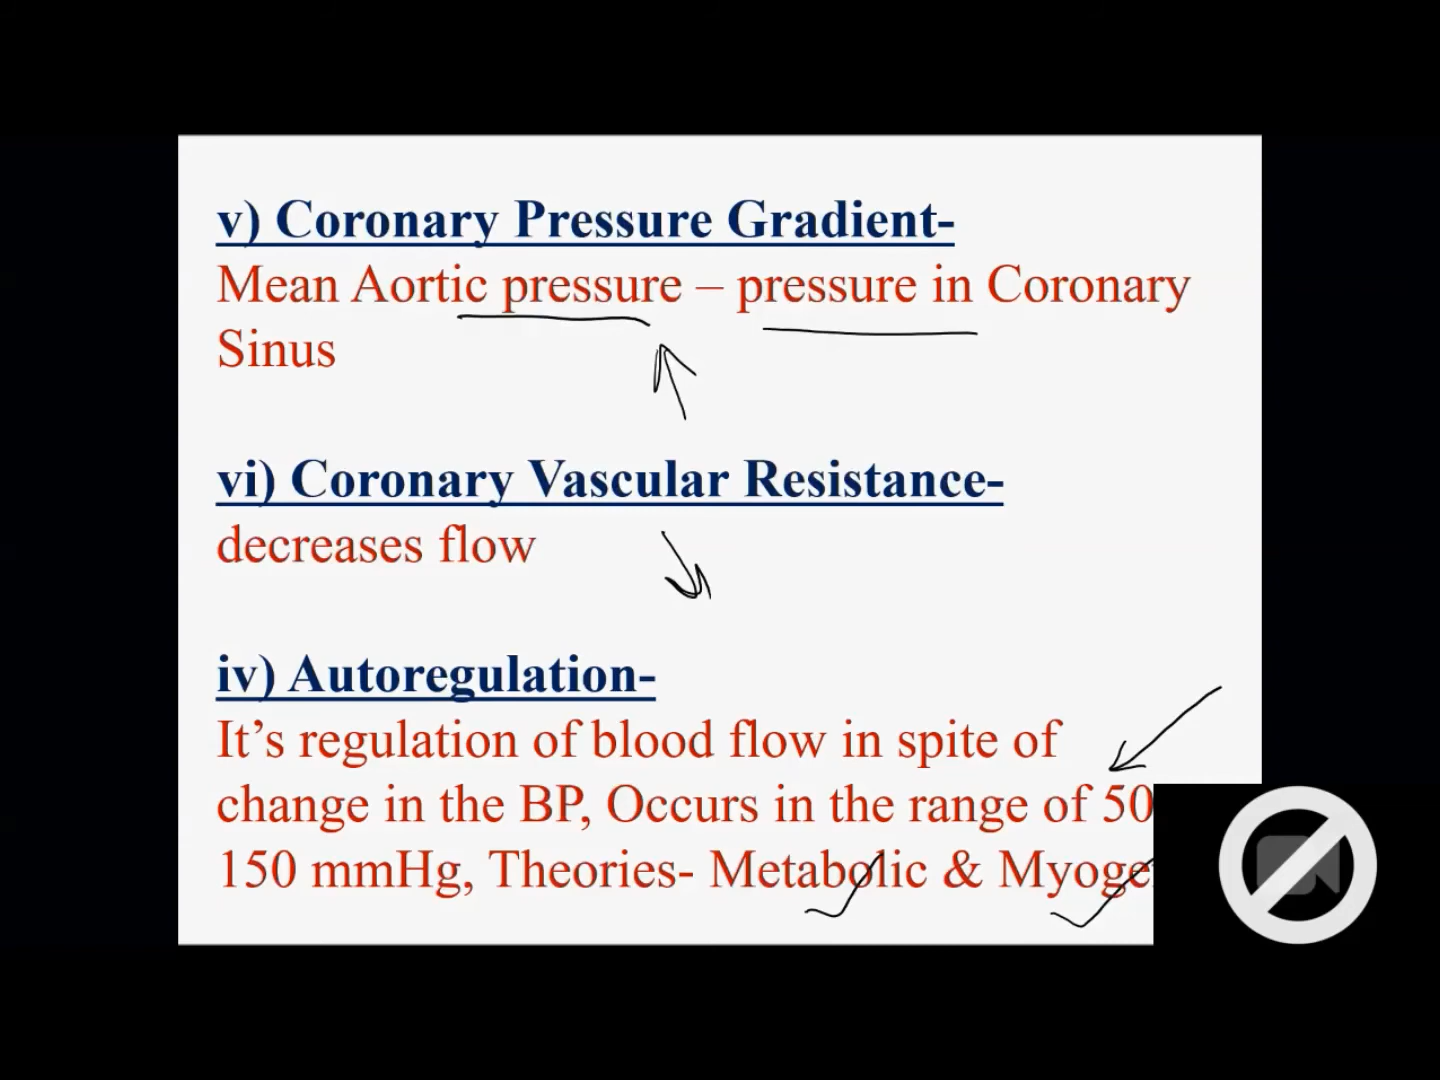 v) Coronary Pressure Gradient-
Mean Aortic pressure – pressure in Coronary
Sinus
vi) Coronary Vascular Resistance-
decreases flow
iv) Autoregulation-
It’s regulation of blood flow in spite of
change in the BP, Occurs in the range of 50
150 mmHg, Theories- Metabolic &